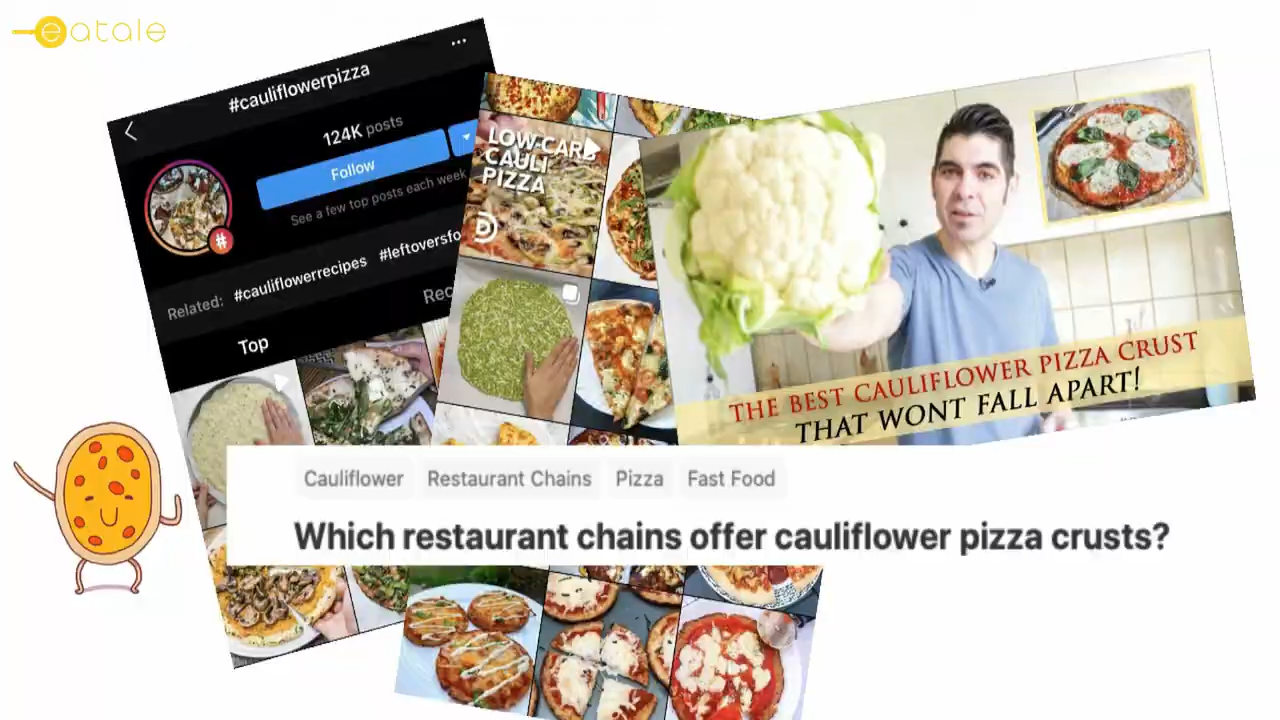 eatale
#cauliflowerpizza
124K posts
Follow
See a few top posts each week
Related: #cauliflowerrecipes #leftoversfo
Rec
Top
LOW-CARB
CAULI
PIZZA
THE BEST CAULIFLOWER PIZZA CRUST
THAT WONT FALL APART!
Cauliflower Restaurant Chains Pizza Fast Food
Which restaurant chains offer cauliflower pizza crusts?